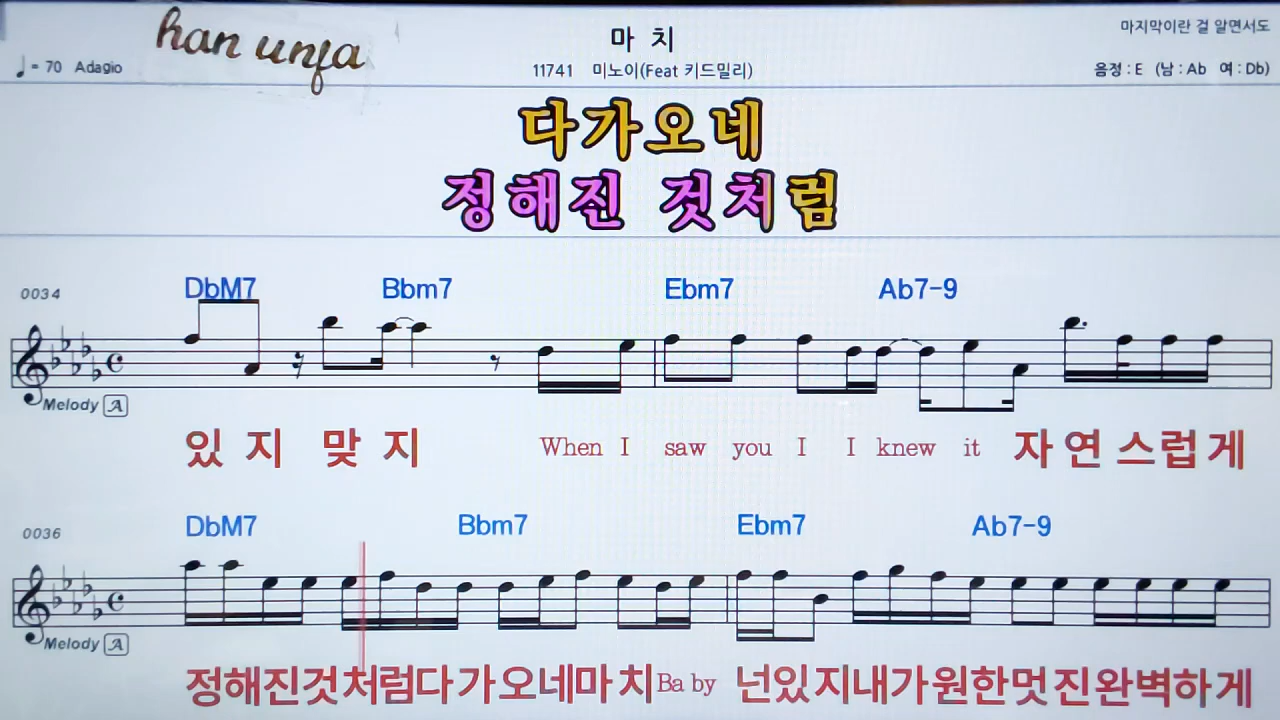 han unfa
마 치
마지막이란 걸 알면서도
♩= 70 Adagio
11741 미노이(Feat 키드밀리)
음정 : E (남 : Ab 여 : Db)
다가오네
정해진 것처럼
0034
DbM7 Bbm7 Ebm7 Ab7-9
Melody A
있 지 맞 지 When I saw you I I knew it 자 연 스럽 게
0036
DbM7 Bbm7 Ebm7 Ab7-9
Melody A
정해진것처럼다가오네마치Ba by 넌있지내가원한멋진완벽하게